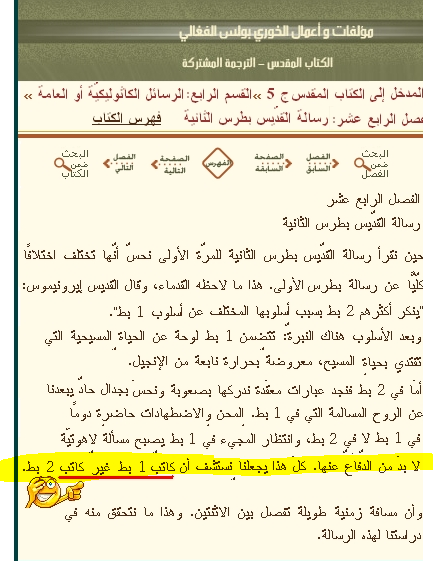 مؤلفات و أعمال الخوري بولس الفغالي
الكتاب المقدس - الترجمة المشتركة
المدخل إلى الكتاب المقدس ج 5 »القسم الرابع: الرسائل الكاثوليكيّة أو العامة »
فصل الرابع عشر: رسالة القدّيس بطرس الثانية فهرس الكتاب
البحث ضمن الفصل
الفصل السابق
الصفحة السابقة
الفهرس
الصفحة التالية
الفصل التالي
البحث ضمن الكتاب
الفصل الرابع عشر
رسالة القدّيس بطرس الثانية
حين نقرأ رسالة القدّيس بطرس الثانية للمرّة الأولى نحسّ أنّها تختلف اختلافًا
كلّيًا عن رسالة بطرس الأولى. هذا ما لاحظه القدماء، وقال القديس إيرونيموس:
"ينكر أكثرهم 2 بط بسبب أسلوبها المختلف عن أسلوب 1 بط".
وبعد الأسلوب هناك النبرة: تتضمن 1 بط لوحة عن الحياة المسيحية التي
تقتدي بحياة المسيح، معروضة بحرارة نابعة من الإنجيل.
أمّا في 2 بط فنجد عبارات معقّدة ندركها بصعوبة ونحسّ بجدال حادّ يبعدنا
عن الروح المسالمة التي في 1 بط. المحن والاضطهادات حاضرة دومًا
في 1 بط لا في 2 بط، وانتظار المجيء في 1 بط يصبح مسألة لاهوتيّة
لا بدّ من الدّفاع عنها. كلّ هذا يجعلنا نستشف أن كاتب 1 بط غير كاتب 2 بط.
وأن مسافة زمنية طويلة تفصل بين الاثنتين. وهذا ما نتحقق منه في
دراستنا لهذه الرسالة.